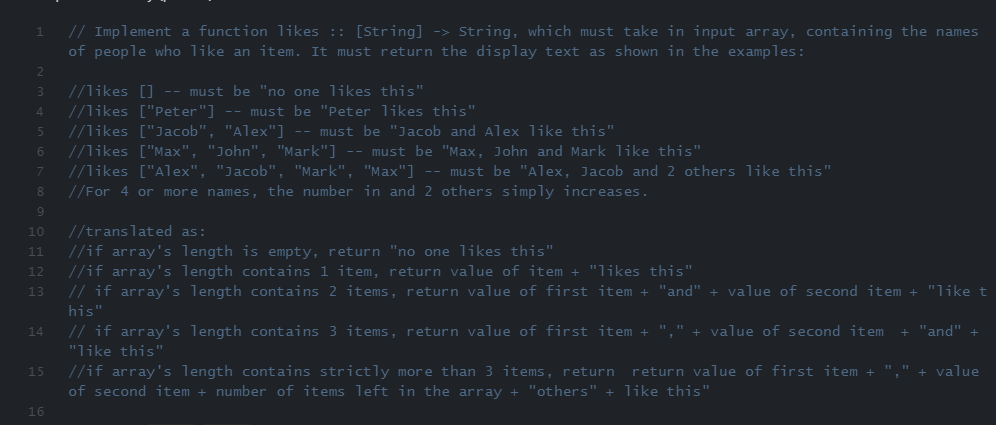 1 // Implement a function likes :: [String] -> String, which must take in input array, containing the names
of people who like an item. It must return the display text as shown in the examples:
2
3 //likes [] -- must be "no one likes this"
4 //likes ["Peter"] -- must be "Peter likes this"
5 //likes ["Jacob", "Alex"] -- must be "Jacob and Alex like this"
6 //likes ["Max", "John", "Mark"] -- must be "Max, John and Mark like this"
7 //likes ["Alex", "Jacob", "Mark", "Max"] -- must be "Alex, Jacob and 2 others like this"
8 //For 4 or more names, the number in and 2 others simply increases.
9
10 //translated as:
11 //if array's length is empty, return "no one likes this"
12 //if array's length contains 1 item, return value of item + "likes this"
13 // if array's length contains 2 items, return value of first item + "and" + value of second item + "like t
his"
14 // if array's length contains 3 items, return value of first item + "," + value of second item  + "and" +
"like this"
15 //if array's length contains strictly more than 3 items, return  return value of first item + "," + value
of second item + number of items left in the array + "others" + like this"
16